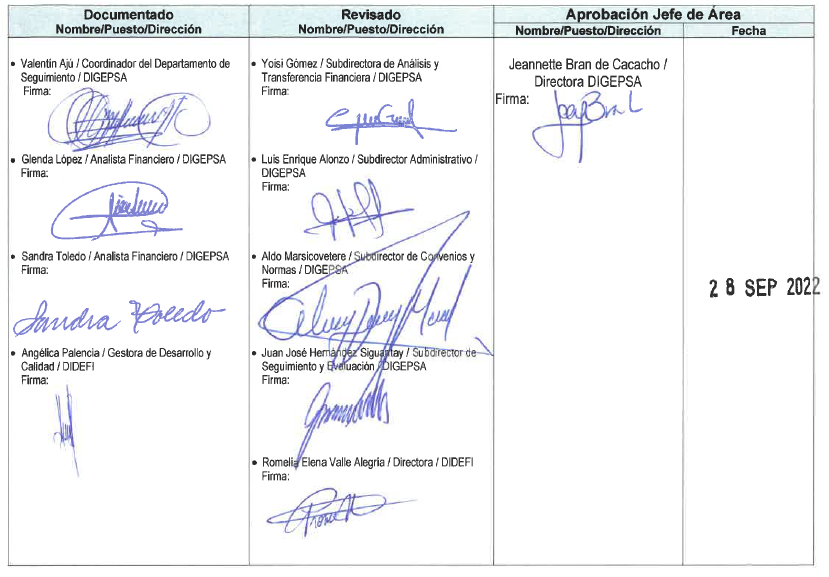 Documentado
Nombre/Puesto/Dirección
Revisado
Nombre/Puesto/Dirección
Aprobación Jefe de Área
Nombre/Puesto/Dirección
Fecha
• Valentín Ajú / Coordinador del Departamento de
Seguimiento / DIGEPSA
Firma:
• Glenda López / Analista Financiero / DIGEPSA
Firma:
• Sandra Toledo / Analista Financiero / DIGEPSA
Firma:
Sandra Toledo
• Angélica Palencia / Gestora de Desarrollo y
Calidad / DIDEFI
Firma:
• Yoisi Gómez / Subdirectora de Análisis y
Transferencia Financiera / DIGEPSA
Firma:
• Luis Enrique Alonzo / Subdirector Administrativo /
DIGEPSA
Firma:
• Aldo Marsicovetere / Subdirector de Convenios y
Normas / DIGEPSA
Firma:
• Juan José Hernández Siguantay / Subdirector de
Seguimiento y Evaluación / DIGEPSA
Firma:
• Romelia Elena Valle Alegría / Directora / DIDEFI
Firma:
Jeannette Bran de Cacacho /
Directora DIGEPSA
Firma:
28 SEP 2022